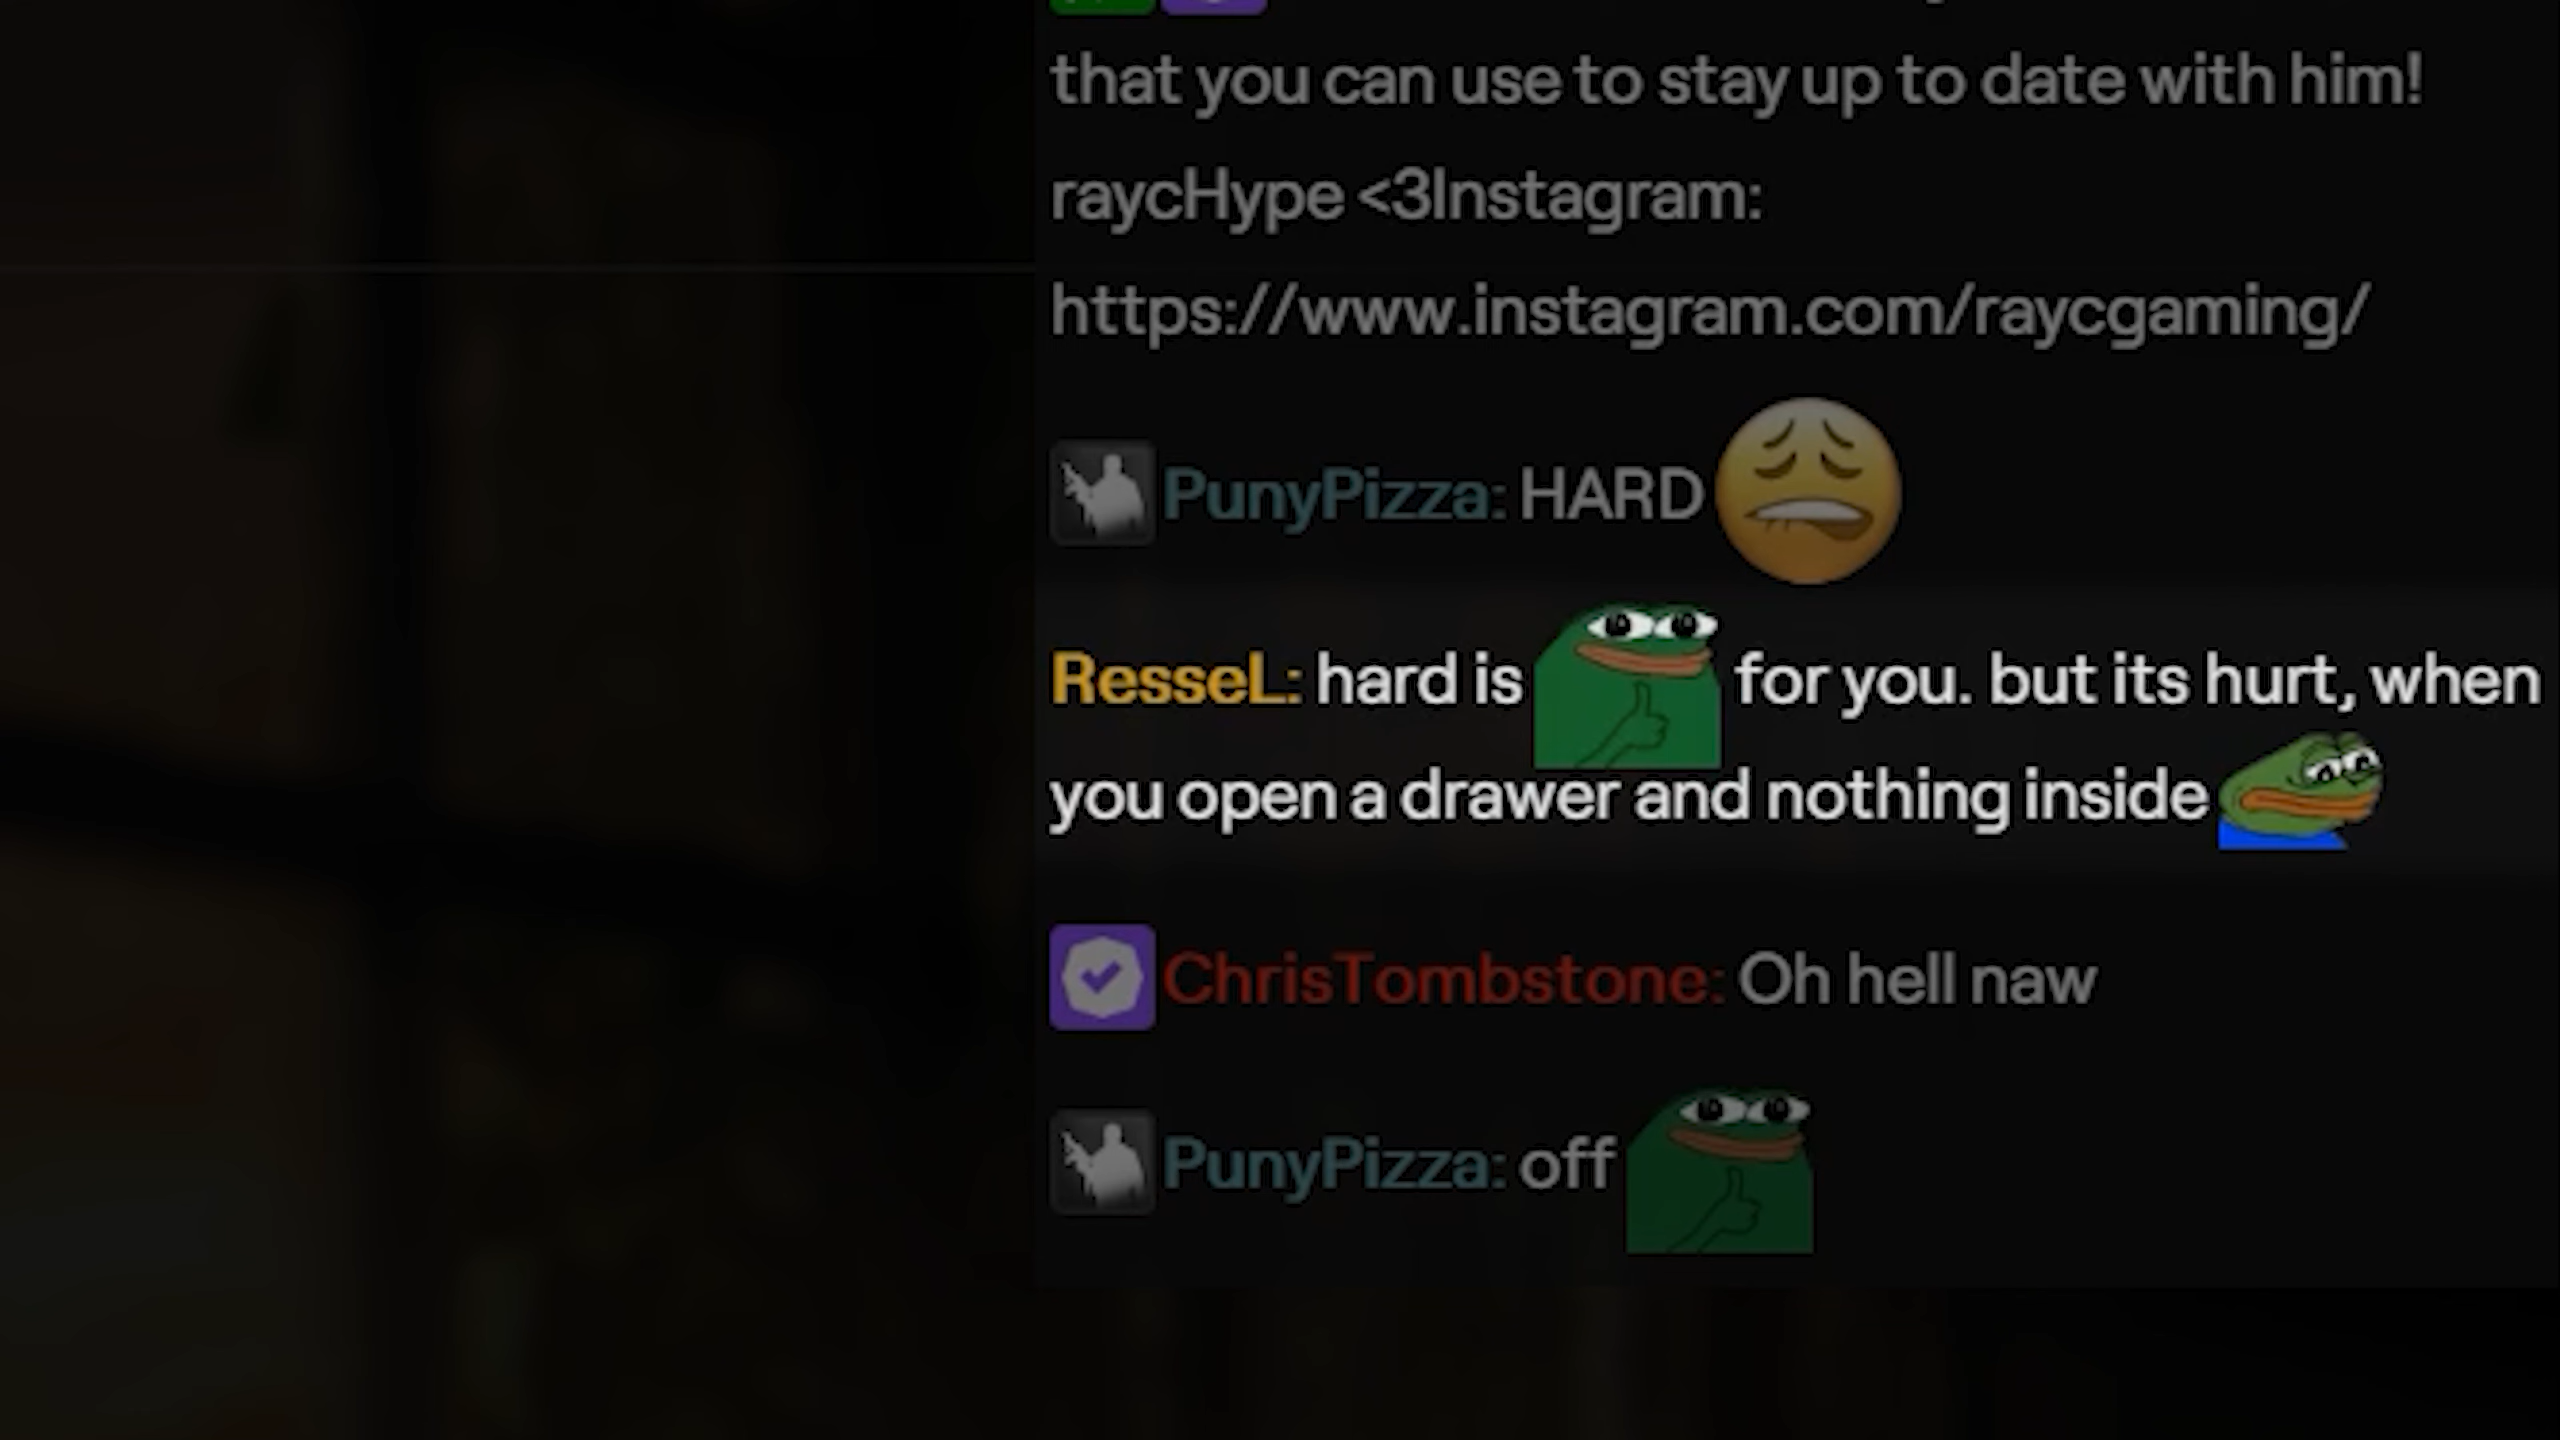 that you can use to stay up to date with him!
raycHype <3Instagram:
https://www.instagram.com/raycgaming/
PunyPizza: HARD
ResseL: hard is for you. but its hurt, when
you open a drawer and nothing inside
ChrisTombstone: Oh hell naw
PunyPizza: off